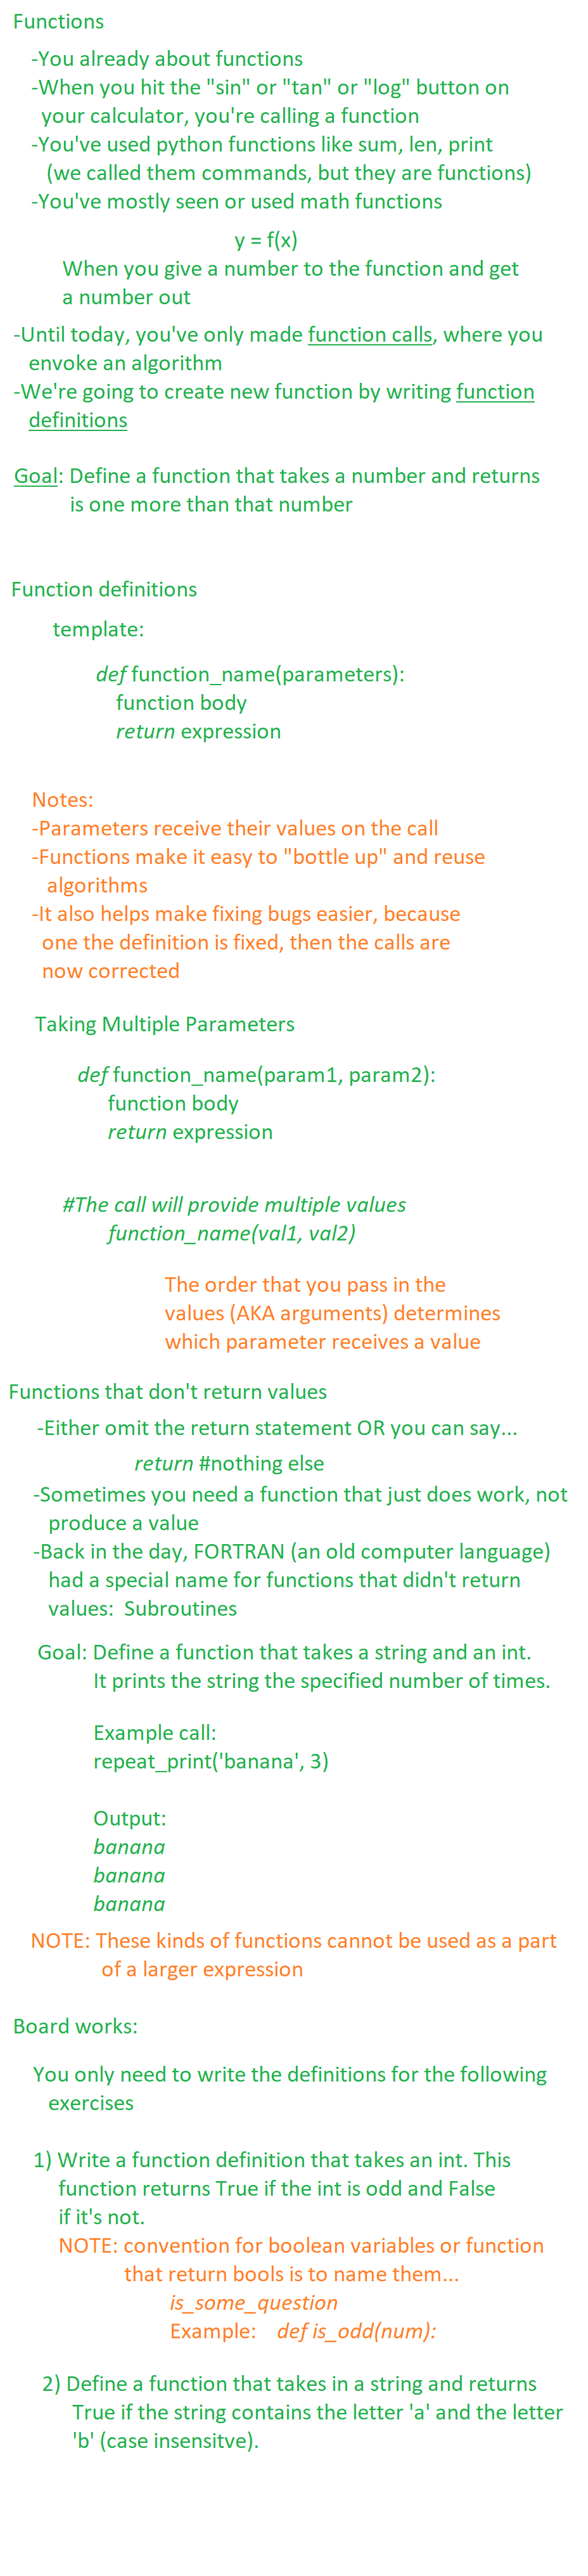 Functions
-You already about functions
-When you hit the "sin" or "tan" or "log" button on
your calculator, you're calling a function
-You've used python functions like sum, len, print
(we called them commands, but they are functions)
-You've mostly seen or used math functions
y = f(x)
When you give a number to the function and get
a number out
-Until today, you've only made function calls, where you
envoke an algorithm
-We're going to create new function by writing function
definitions
Goal: Define a function that takes a number and returns
is one more than that number
Function definitions
template:
def function_name(parameters):
function body
return expression
Notes:
-Parameters receive their values on the call
-Functions make it easy to "bottle up" and reuse
algorithms
-It also helps make fixing bugs easier, because
one the definition is fixed, then the calls are
now corrected
Taking Multiple Parameters
def function_name(param1, param2):
function body
return expression
#The call will provide multiple values
function_name(val1, val2)
The order that you pass in the
values (AKA arguments) determines
which parameter receives a value
Functions that don't return values
-Either omit the return statement OR you can say...
return #nothing else
-Sometimes you need a function that just does work, not
produce a value
-Back in the day, FORTRAN (an old computer language)
had a special name for functions that didn't return
values:  Subroutines
Goal: Define a function that takes a string and an int.
It prints the string the specified number of times.
Example call:
repeat_print('banana', 3)
Output:
banana
banana
banana
NOTE: These kinds of functions cannot be used as a part
of a larger expression
Board works:
You only need to write the definitions for the following
exercises
1) Write a function definition that takes an int. This
function returns True if the int is odd and False
if it's not.
NOTE: convention for boolean variables or function
that return bools is to name them...
is_some_question
Example:   def is_odd(num):
2) Define a function that takes in a string and returns
True if the string contains the letter 'a' and the letter
'b' (case insensitve).